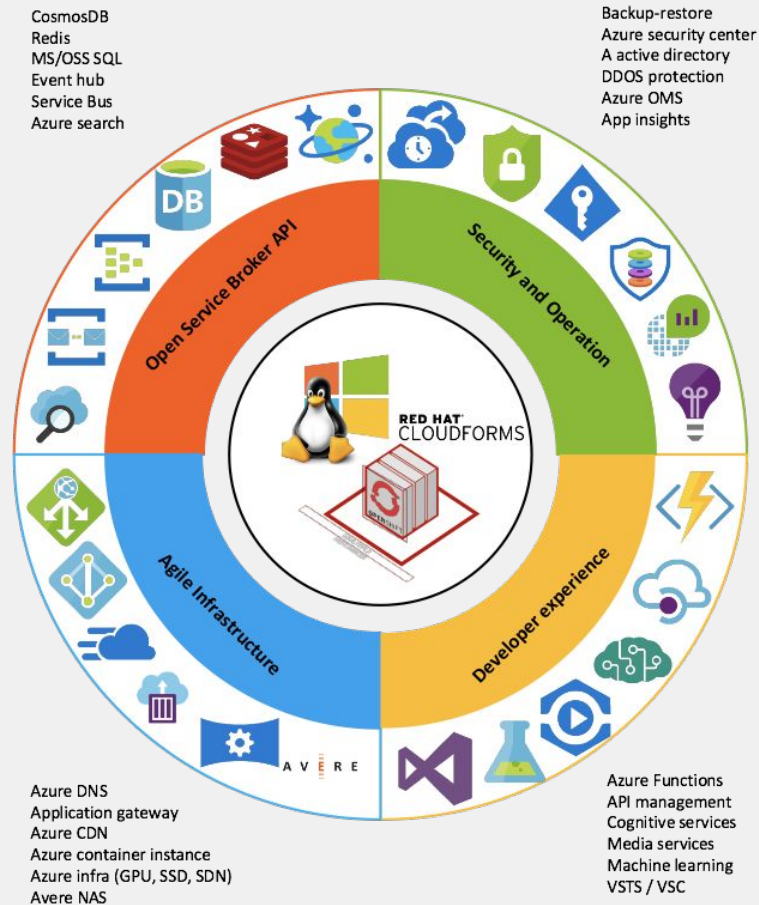 CosmosDB
Redis
MS/OSS SQL
Event hub
Service Bus
Azure search
Backup-restore
Azure security center
A active directory
DDOS protection
Azure OMS
App insights
DB
Open Service Broker API
Security and Operation
RED HAT
CLOUDFORMS
OPENSHIFT
Agile Infrastructure
Developer experience
AVERE
Azure DNS
Application gateway
Azure CDN
Azure container instance
Azure infra (GPU, SSD, SDN)
Avere NAS
Azure Functions
API management
Cognitive services
Media services
Machine learning
VSTS / VSC